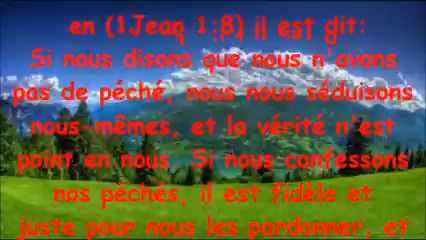 en (1Jean 1:8) il est dit:
Si nous disons que nous n'avons
pas de péché, nous nous séduisons
nous-mêmes, et la vérité n'est
point en nous. Si nous confessons
nos péchés, il est fidèle et
juste pour nous les pardonner, et